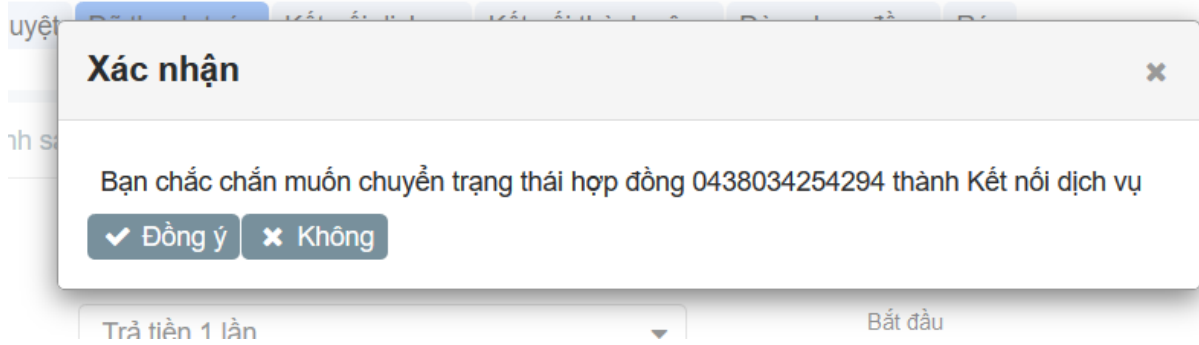 Xác nhận
Bạn chắc chắn muốn chuyển trạng thái hợp đồng 0438034254294 thành Kết nối dịch vụ
Đồng ý Không
Trả tiền 1 lần
Bắt đầu